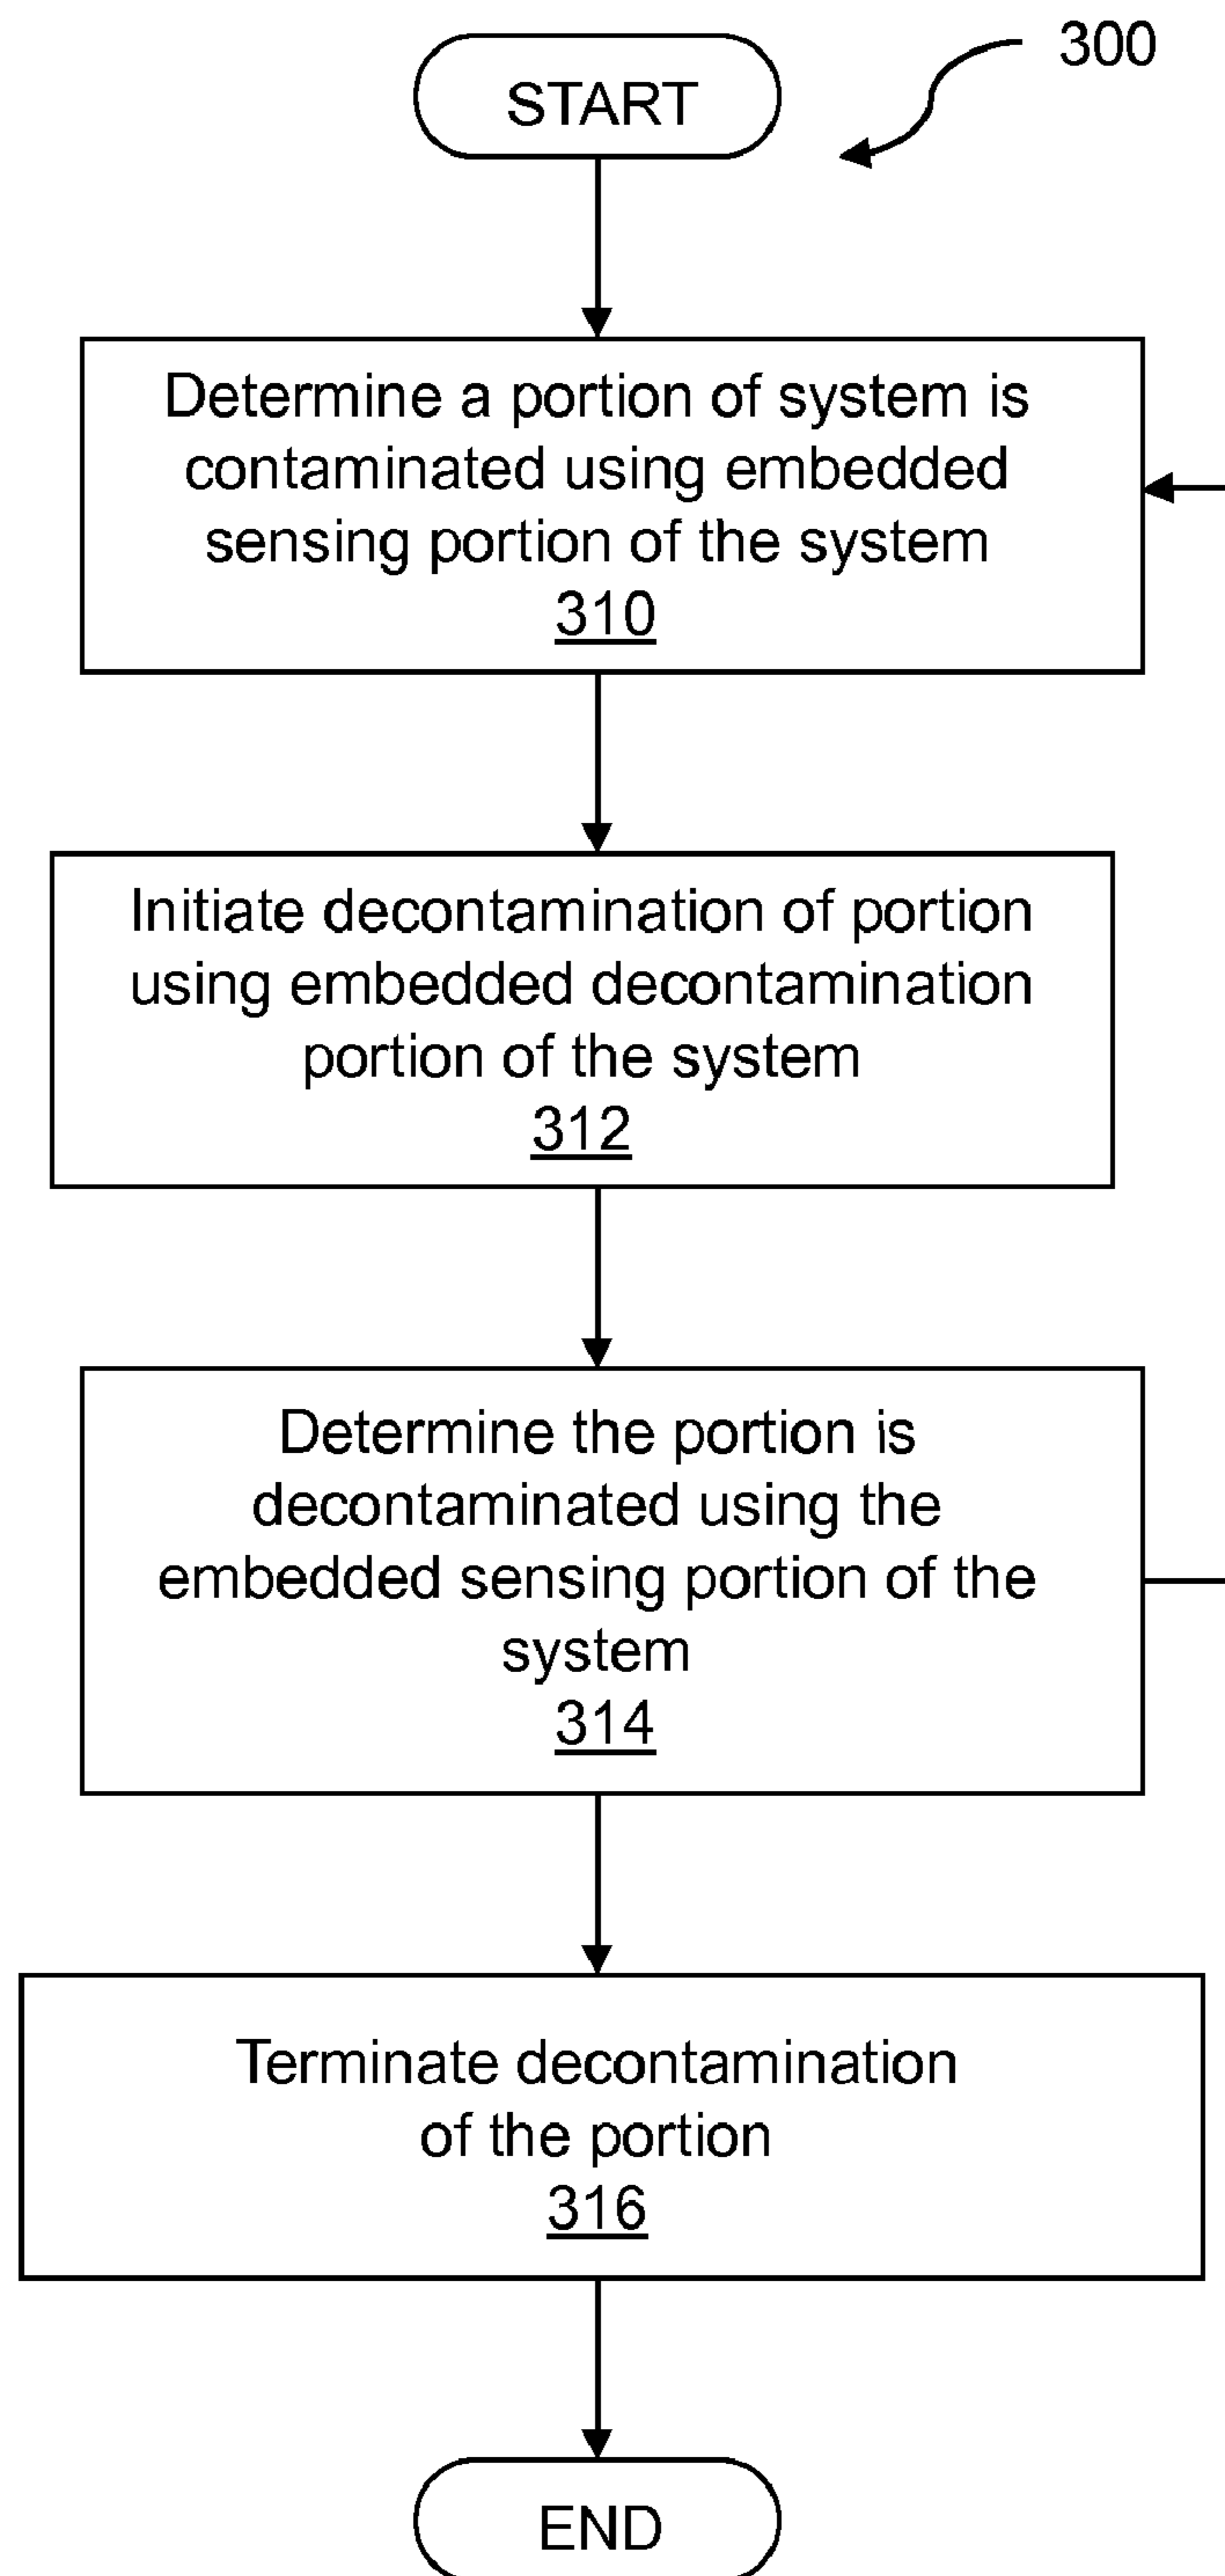 300
START
Determine a portion of system is
contaminated using embedded
sensing portion of the system
310
Initiate decontamination of portion
using embedded decontamination
portion of the system
312
Determine the portion is
decontaminated using the
embedded sensing portion of the
system
314
Terminate decontamination
of the portion
316
END